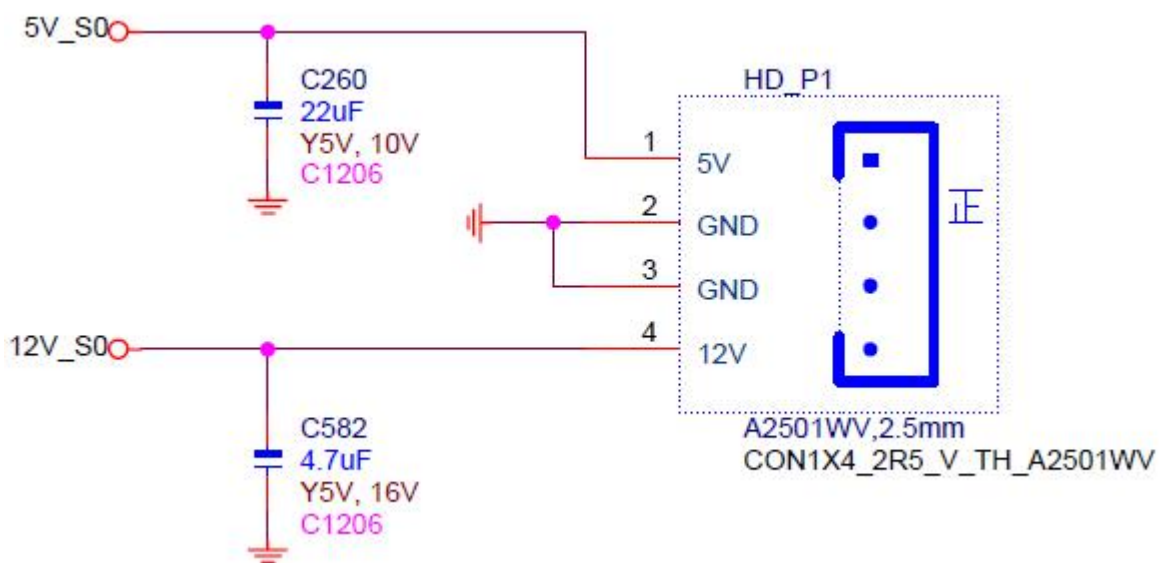 5V_S0
C260
22uF
Y5V, 10V
C1206
HD_P1
1
5V
2
GND
3
GND
4
12V
正
12V_S0
C582
4.7uF
Y5V, 16V
C1206
A2501WV,2.5mm
CON1X4_2R5_V_TH_A2501WV